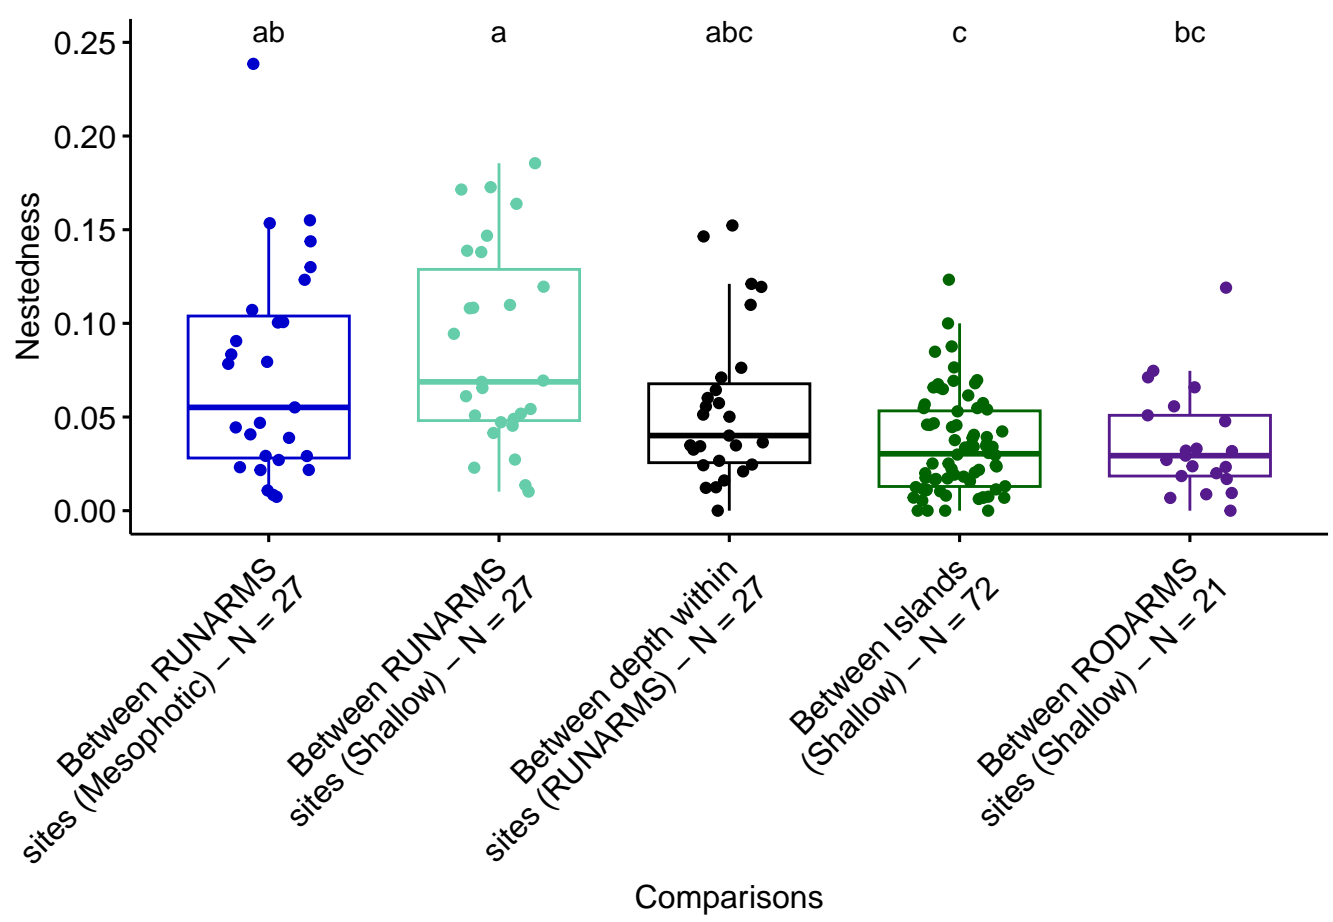 ab a abc c bc
0.25
0.20
0.15
0.10
0.05
0.00
Nestedness
Between RUNARMS
sites (Mesophotic) − N = 27
Between RUNARMS
sites (Shallow) − N = 27
Between depth within
sites (RUNARMS) − N = 27
Between Islands
(Shallow) − N = 72
Between RODARMS
sites (Shallow) − N = 21
Comparisons